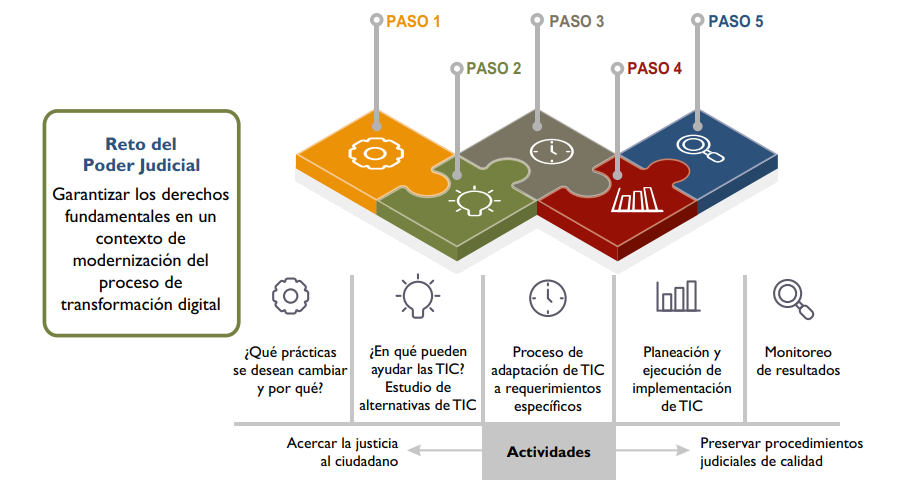 PASO 1
PASO 3
PASO 5
PASO 2
PASO 4
Reto del
Poder Judicial
Garantizar los derechos
fundamentales en un
contexto de
modernización del
proceso de
transformación digital
¿Qué prácticas
se desean cambiar
y por qué?
¿En qué pueden
ayudar las TIC?
Estudio de
alternativas de TIC
Proceso de
adaptación de TIC
a requerimientos
específicos
Planeación y
ejecución de
implementación
de TIC
Monitoreo
de resultados
Acercar la justicia
al ciudadano
Actividades
Preservar procedimientos
judiciales de calidad